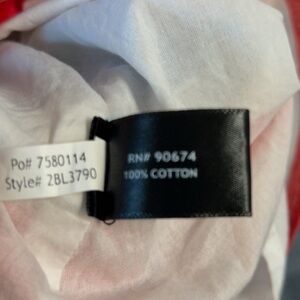 Po# 7580114
Style# 2BL3790
RN# 90674
100% COTTON